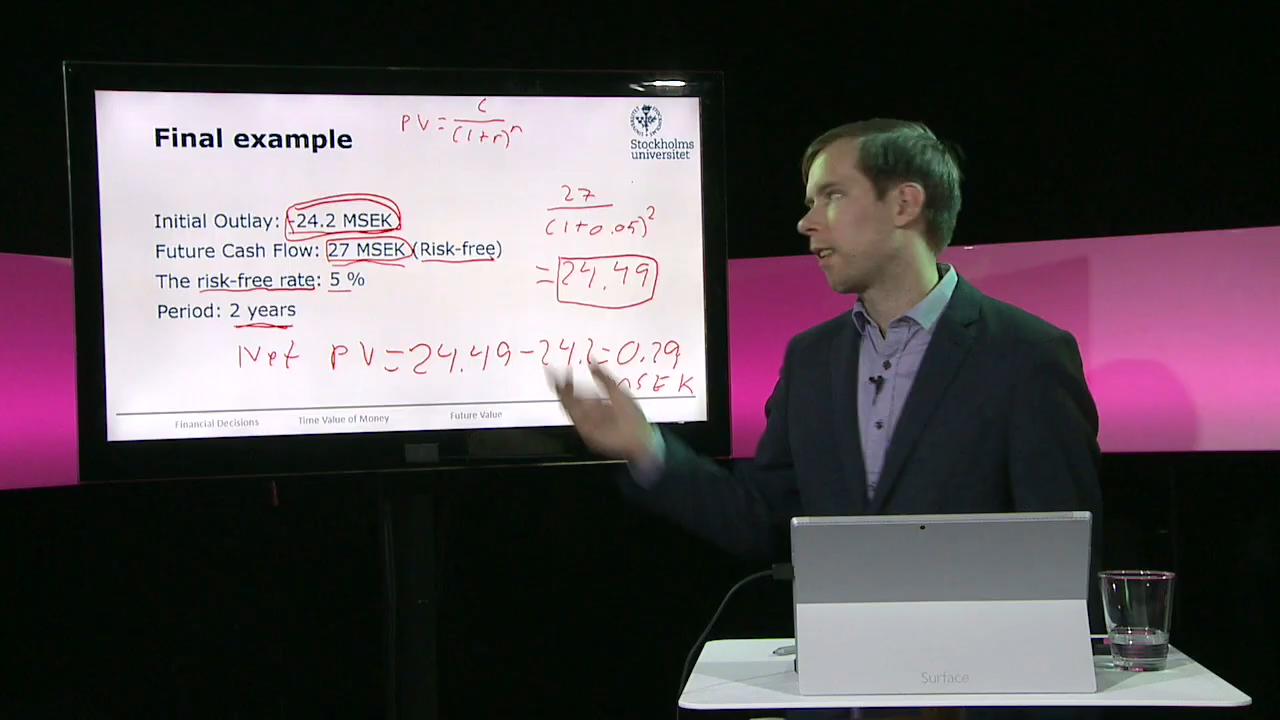 PV = C / (1+r)^n
Final example
Stockholms
universitet
27 / (1+0.05)^2
= 24.49
Initial Outlay: -24.2 MSEK
Future Cash Flow: 27 MSEK (Risk-free)
The risk-free rate: 5 %
Period: 2 years
Net PV = 24.49 - 24.2 = 0.29
MSEK
Financial Decisions Time Value of Money Future Value
Surface